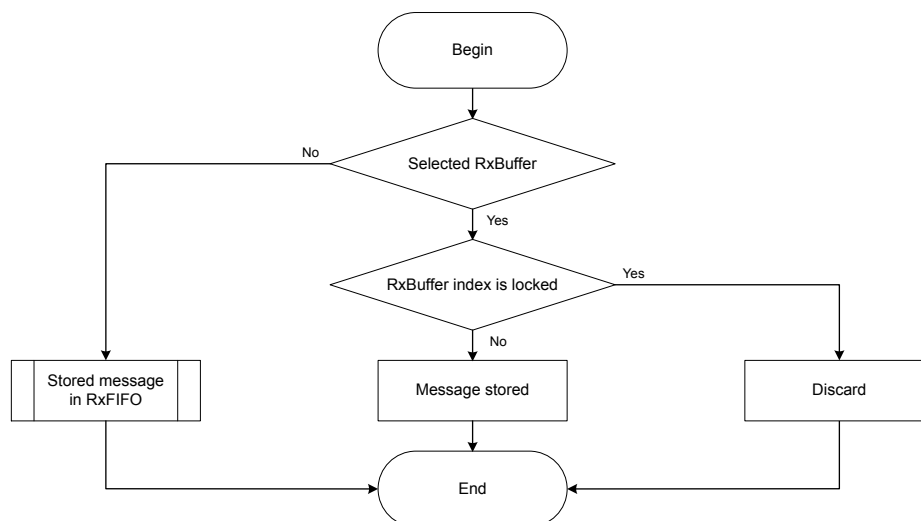 Begin
No
Selected RxBuffer
Yes
RxBuffer index is locked
Yes
No
Stored message
in RxFIFO
Message stored
Discard
End